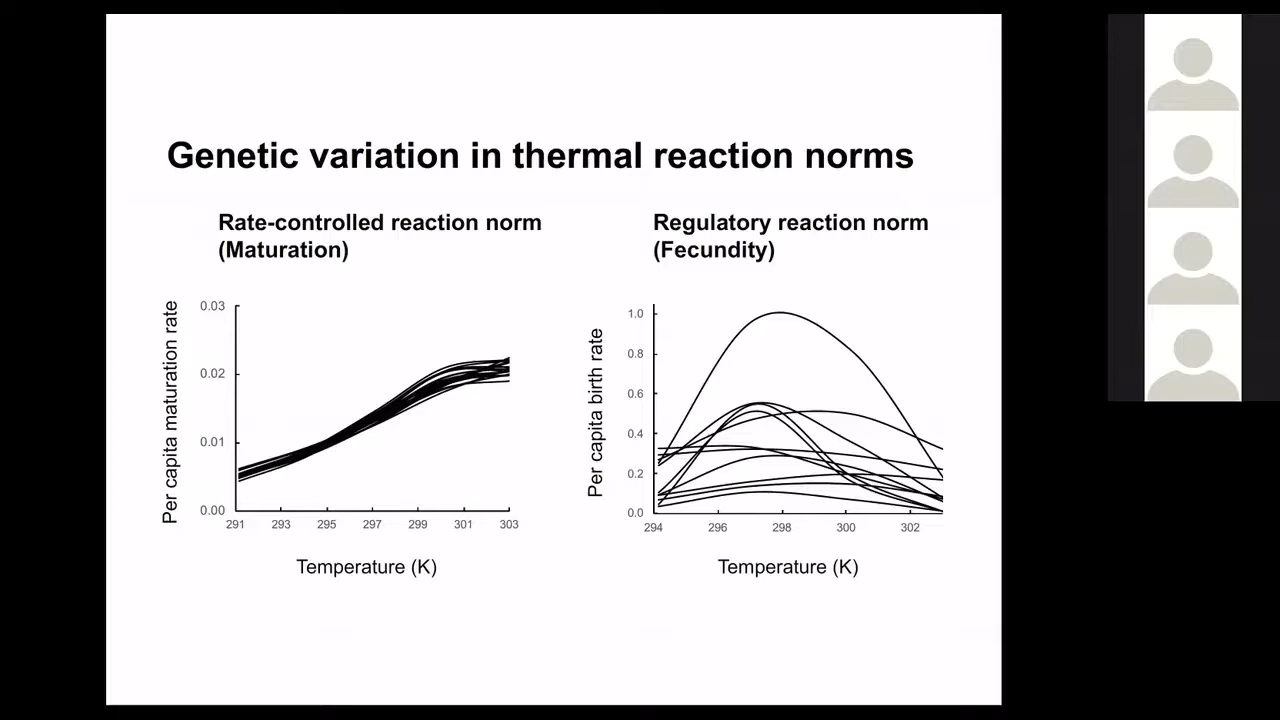 Genetic variation in thermal reaction norms
Rate-controlled reaction norm
(Maturation)
Per capita maturation rate
0.03
0.02
0.01
0.00
291 293 295 297 299 301 303
Temperature (K)
Regulatory reaction norm
(Fecundity)
Per capita birth rate
1.0
0.8
0.6
0.4
0.2
0.0
294 296 298 300 302
Temperature (K)